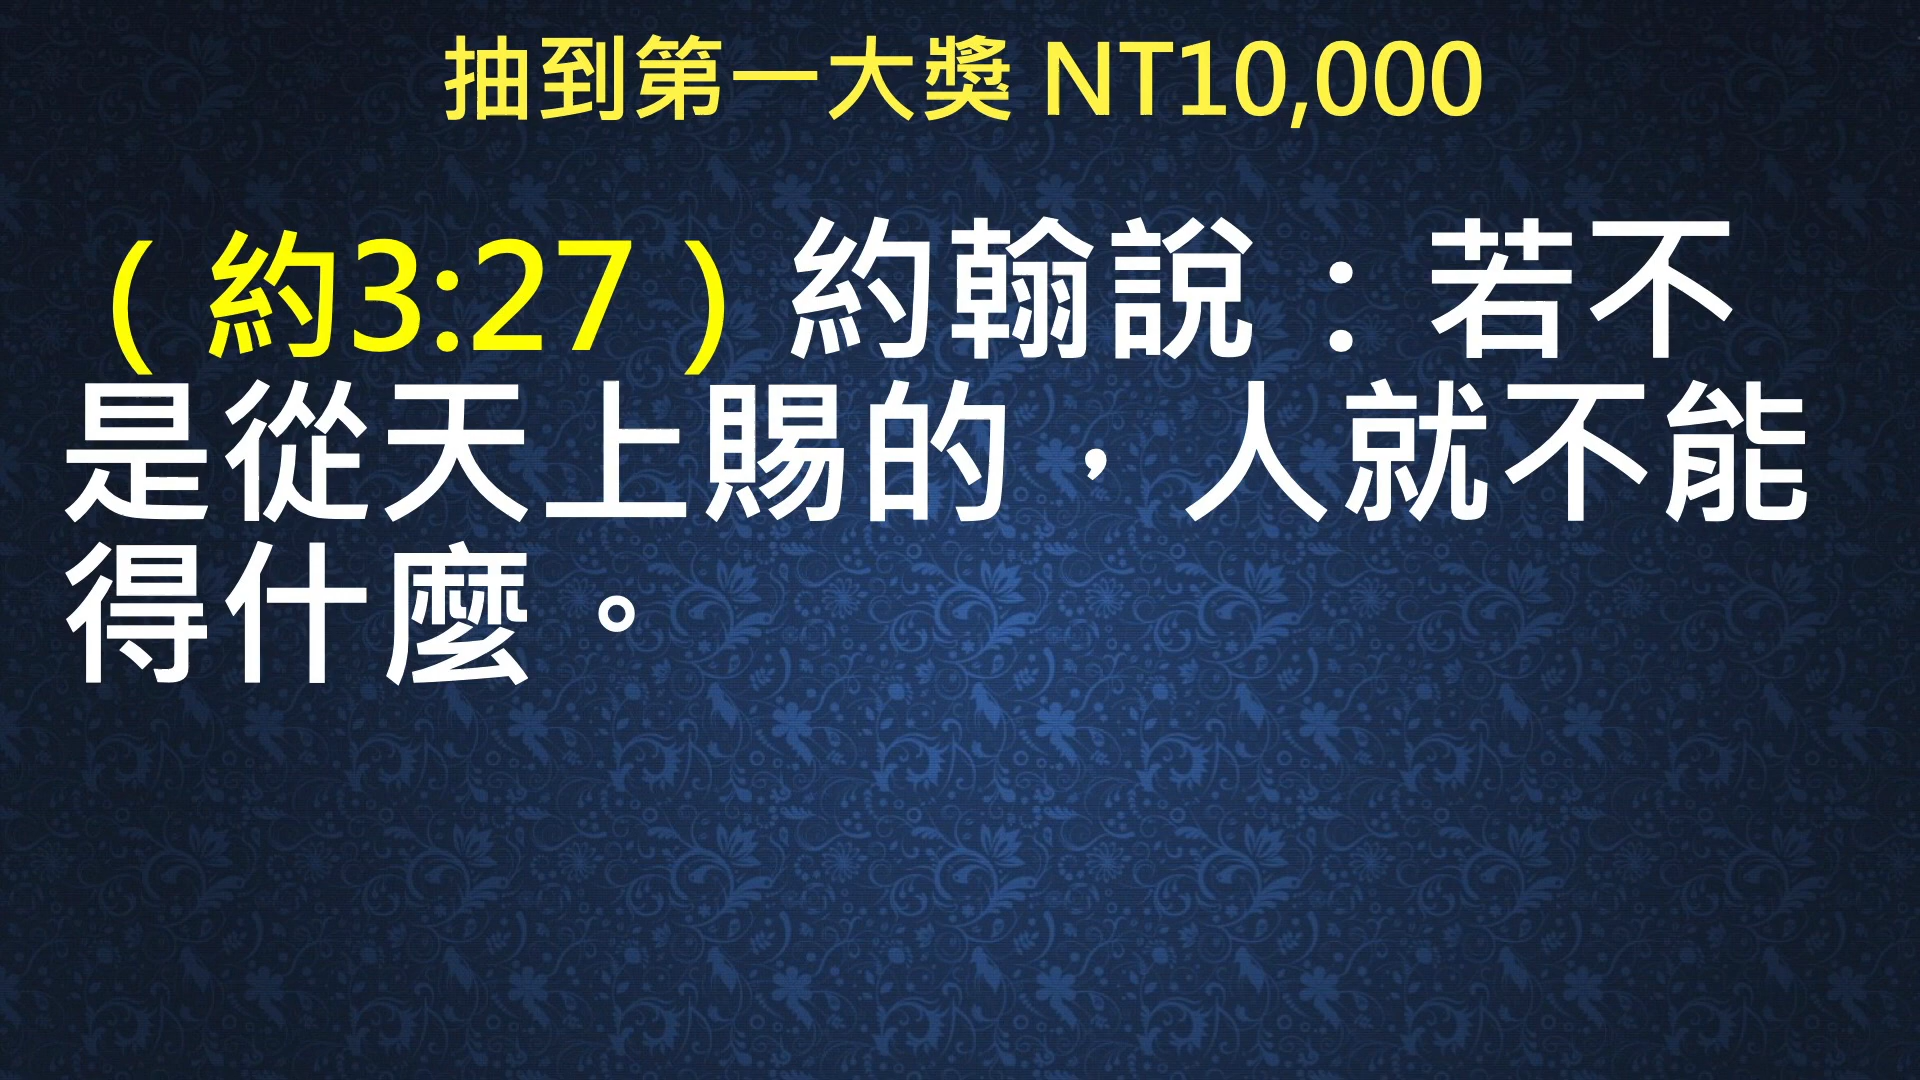 抽到第一大獎 NT10,000
（約3:27）約翰說：若不
是從天上賜的，人就不能
得什麼。